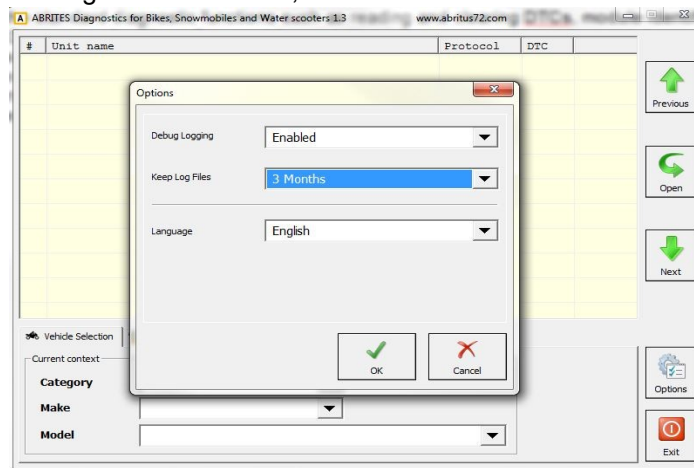 ABRITES Diagnostics for Bikes, Snowmobiles and Water scooters 1.3 www.abritus72.com
# Unit name Protocol DTC
Options
Previous
Debug Logging Enabled
Keep Log Files 3 Months
Open
Language English
Next
Vehicle Selection
OK Cancel
Current context
Category
Options
Make
Model
Exit